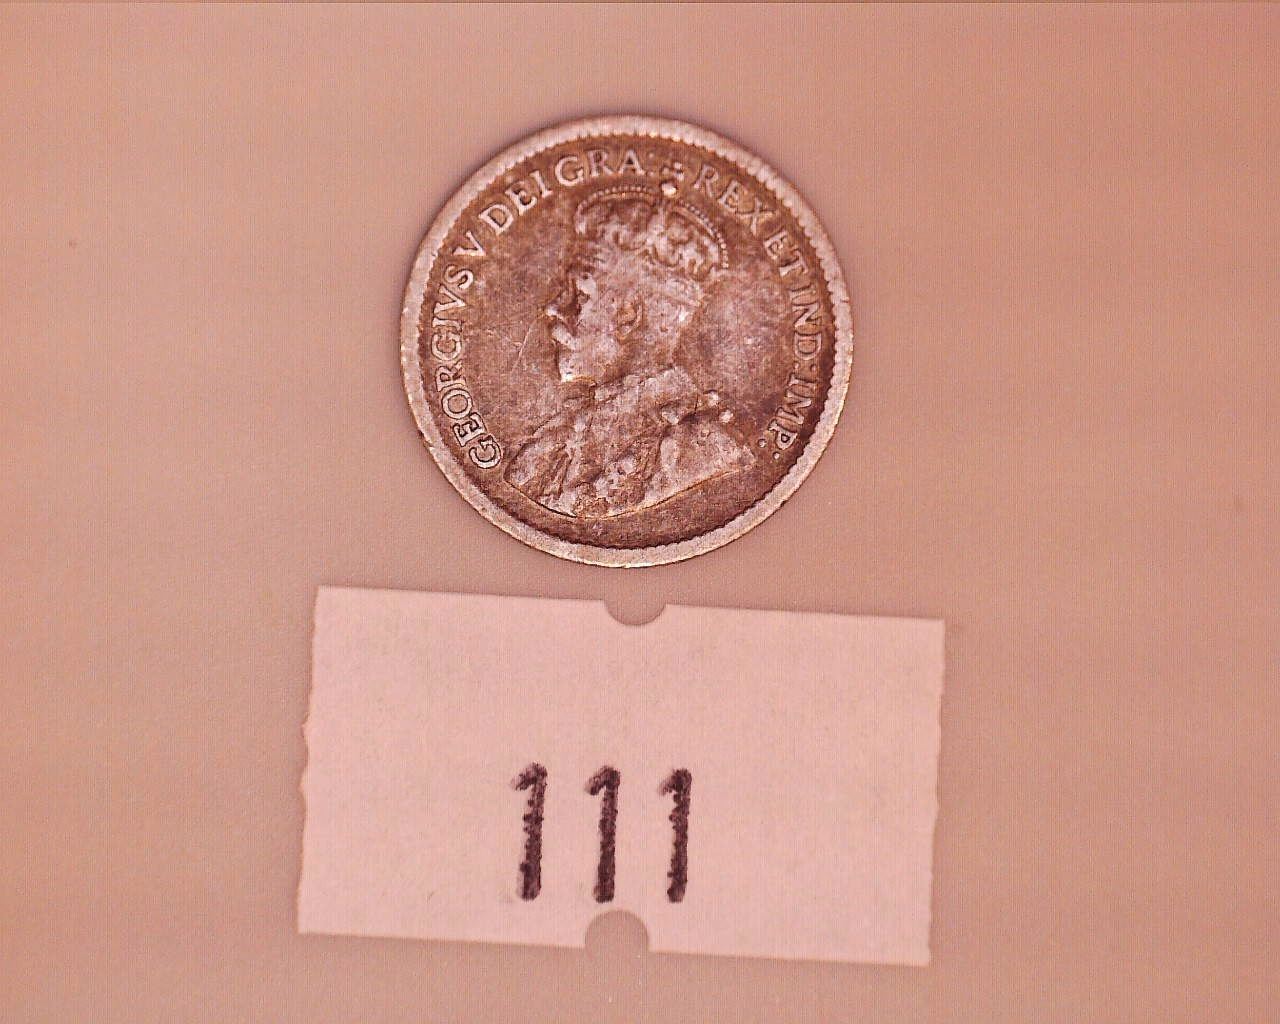 GEORGIVS V DEI GRA: REX ET IND: IMP:
111